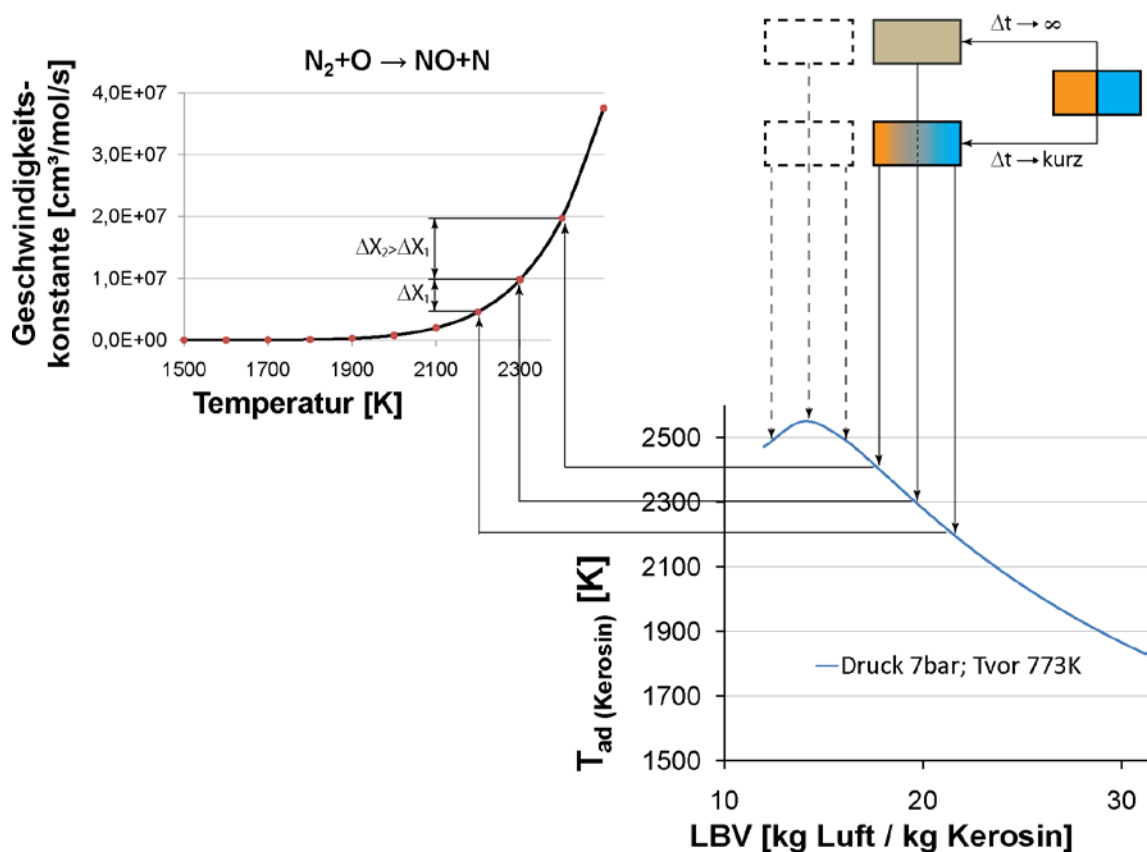 N₂+O → NO+N
Geschwindigkeits-
konstante [cm³/mol/s]
4,0E+07
3,0E+07
2,0E+07
1,0E+07
0,0E+00
ΔX₂>ΔX₁
ΔX₁
1500
1700
1900
2100
2300
Temperatur [K]
Δt → ∞
Δt → kurz
T_ad (Kerosin) [K]
2500
2300
2100
1900
1700
1500
Druck 7bar; Tvor 773K
10
20
30
LBV [kg Luft / kg Kerosin]